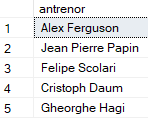 antrenor
1 Alex Ferguson
2 Jean Pierre Papin
3 Felipe Scolari
4 Cristoph Daum
5 Gheorghe Hagi